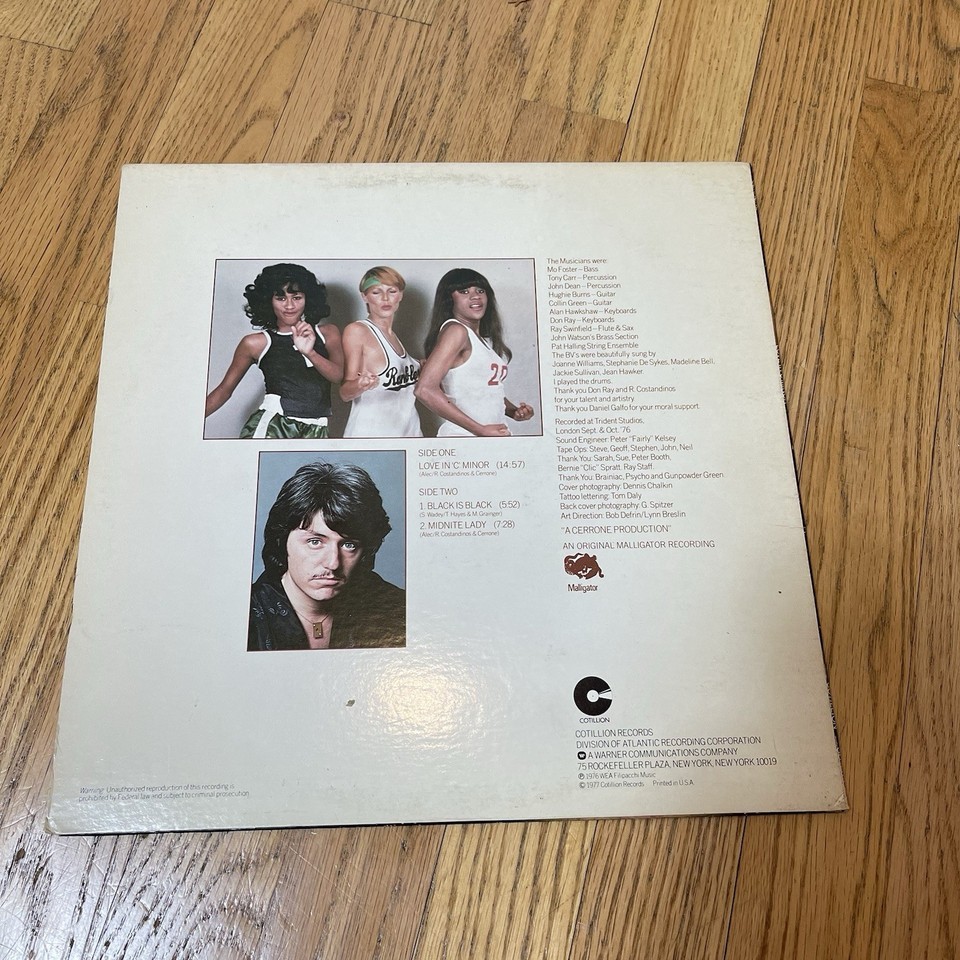 The Musicians were:
Mo Foster – Bass
Tony Carr – Percussion
John Dean – Percussion
Hughie Burns – Guitar
Collin Green – Guitar
Alan Hawkshaw – Keyboards
Don Ray – Keyboards
Ray Swinfield – Flute & Sax
John Watson's Brass Section
Pat Halling String Ensemble
The BV's were beautifully sung by
Joanne Williams, Stephanie De Sykes, Madeline Bell,
Jackie Sullivan, Jean Hawker.
I played the drums.
Thank you Don Ray and R. Costandinos
for your talent and artistry.
Thank you Daniel Galfo for your moral support.
Recorded at Trident Studios,
London Sept. & Oct. '76
Sound Engineer: Peter "Fairly" Kelsey
Tape Ops: Steve, Geoff, Stephen, John, Neil
Thank You: Sarah, Sue, Peter Booth,
Bernie "Clic" Spratt, Ray Staff.
Thank You: Brainiac, Psycho and Gunpowder Green.
Cover photography: Dennis Chalkin
Tattoo lettering: Tom Daly
Back cover photography: G. Spitzer
Art Direction: Bob Defrin/Lynn Breslin
"A CERRONE PRODUCTION"
AN ORIGINAL MALLIGATOR RECORDING
Malligator
20
SIDE ONE
LOVE IN 'C' MINOR (14:57)
(Alec/R. Costandinos & Cerrone)
SIDE TWO
1. BLACK IS BLACK (5:52)
(S. Wadey/T. Hayes & M. Grainger)
2. MIDNITE LADY (7:28)
(Alec/R. Costandinos & Cerrone)
COTILLION
COTILLION RECORDS
DIVISION OF ATLANTIC RECORDING CORPORATION
A WARNER COMMUNICATIONS COMPANY
75 ROCKEFELLER PLAZA, NEW YORK, NEW YORK 10019
℗ 1976 WEA Filipacchi Music
© 1977 Cotillion Records Printed in U.S.A.
Warning: Unauthorized reproduction of this recording is
prohibited by Federal law and subject to criminal prosecution.